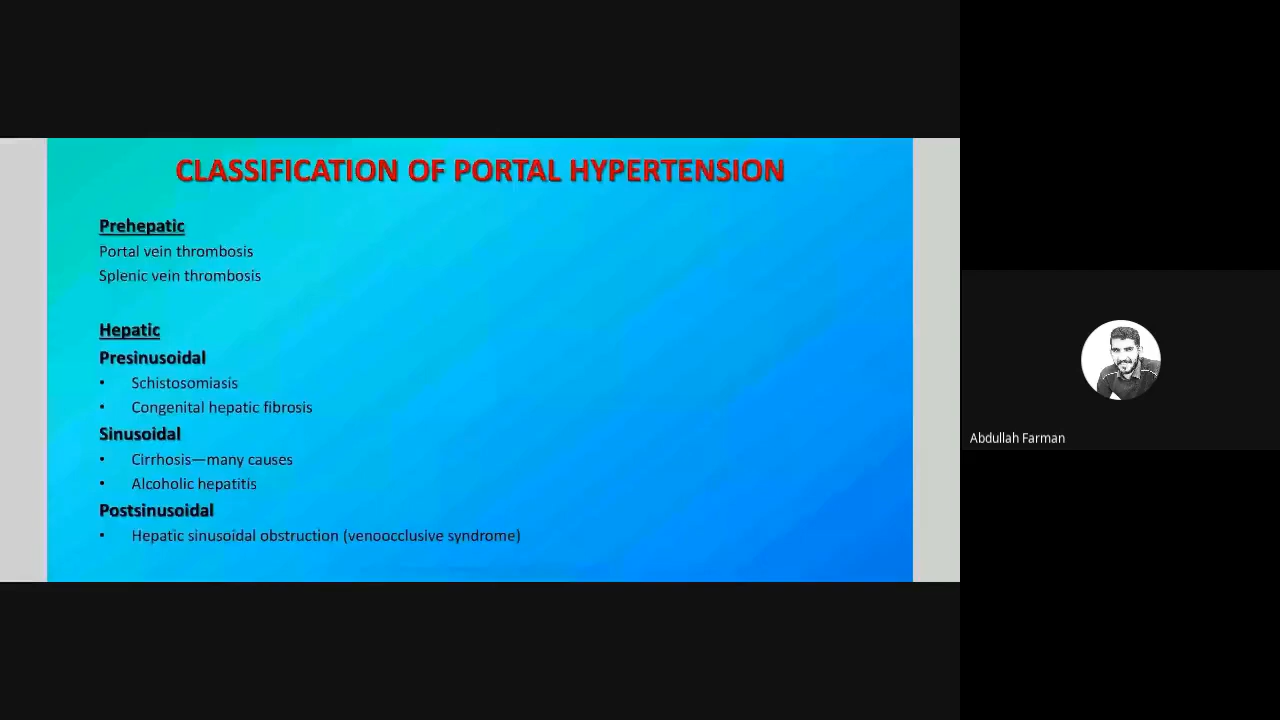 CLASSIFICATION OF PORTAL HYPERTENSION
Prehepatic
Portal vein thrombosis
Splenic vein thrombosis
Hepatic
Presinusoidal
• Schistosomiasis
• Congenital hepatic fibrosis
Sinusoidal
• Cirrhosis—many causes
• Alcoholic hepatitis
Postsinusoidal
• Hepatic sinusoidal obstruction (venoocclusive syndrome)
Abdullah Farman